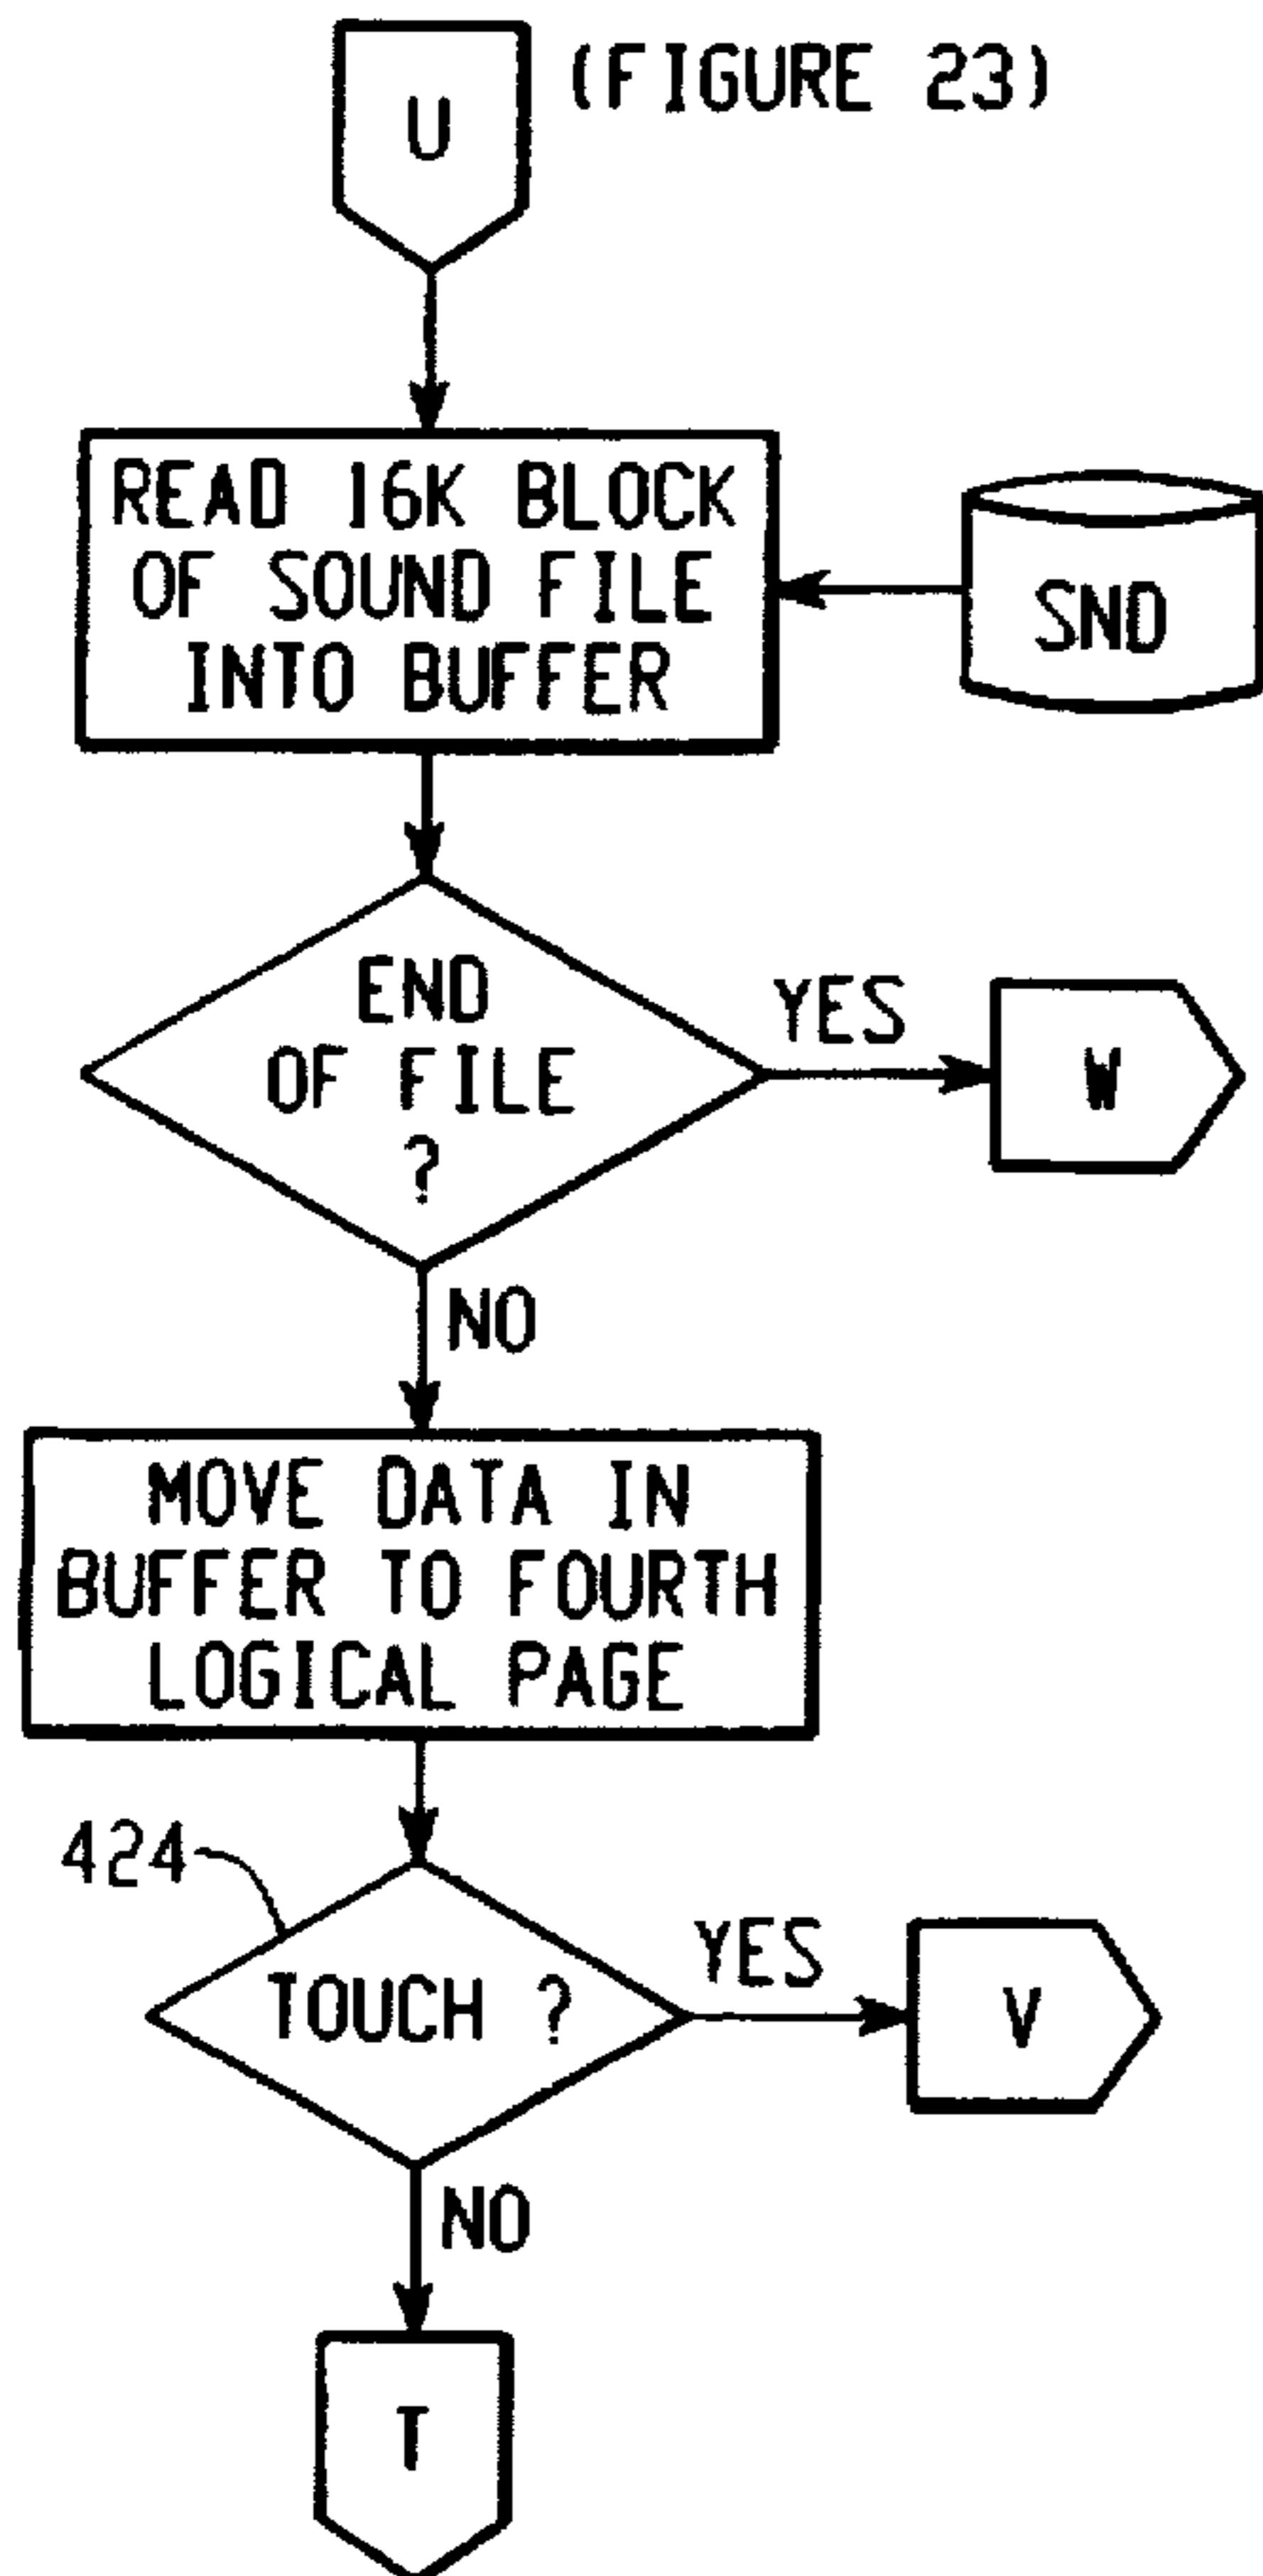 U
(FIGURE 23)
READ 16K BLOCK
OF SOUND FILE
INTO BUFFER
SND
END
OF FILE
?
YES
W
NO
MOVE DATA IN
BUFFER TO FOURTH
LOGICAL PAGE
424
TOUCH ?
YES
V
NO
T